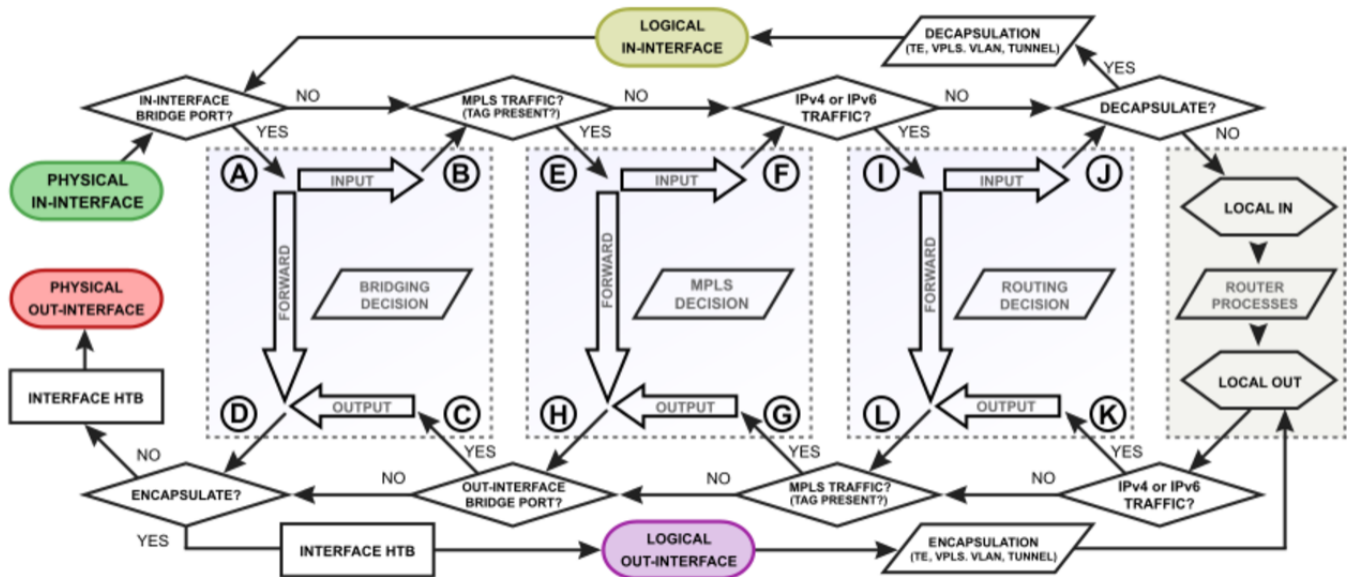 LOGICAL
IN-INTERFACE
DECAPSULATION
(TE, VPLS. VLAN, TUNNEL)
YES
IN-INTERFACE
BRIDGE PORT?
NO
MPLS TRAFFIC?
(TAG PRESENT?)
NO
IPv4 or IPv6
TRAFFIC?
NO
DECAPSULATE?
YES
YES
YES
NO
PHYSICAL
IN-INTERFACE
A
INPUT
B
E
INPUT
F
I
INPUT
J
LOCAL IN
PHYSICAL
OUT-INTERFACE
FORWARD
BRIDGING
DECISION
FORWARD
MPLS
DECISION
FORWARD
ROUTING
DECISION
ROUTER
PROCESSES
INTERFACE HTB
LOCAL OUT
D
OUTPUT
C
H
OUTPUT
G
L
OUTPUT
K
NO
YES
YES
YES
ENCAPSULATE?
NO
OUT-INTERFACE
BRIDGE PORT?
NO
MPLS TRAFFIC?
(TAG PRESENT?)
NO
IPv4 or IPv6
TRAFFIC?
YES
INTERFACE HTB
LOGICAL
OUT-INTERFACE
ENCAPSULATION
(TE, VPLS. VLAN, TUNNEL)